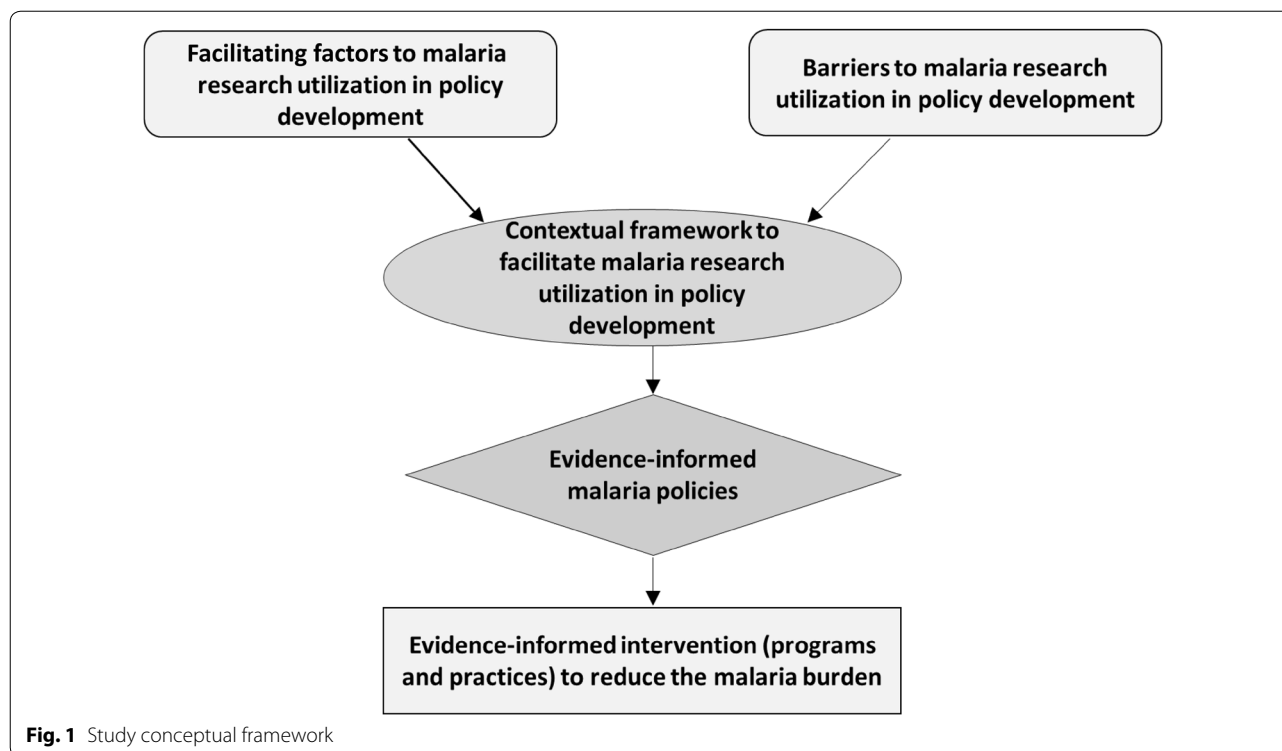 Facilitating factors to malaria
research utilization in policy
development
Barriers to malaria research
utilization in policy development
Contextual framework to
facilitate malaria research
utilization in policy
development
Evidence-informed
malaria policies
Evidence-informed intervention (programs
and practices) to reduce the malaria burden
Fig. 1 Study conceptual framework